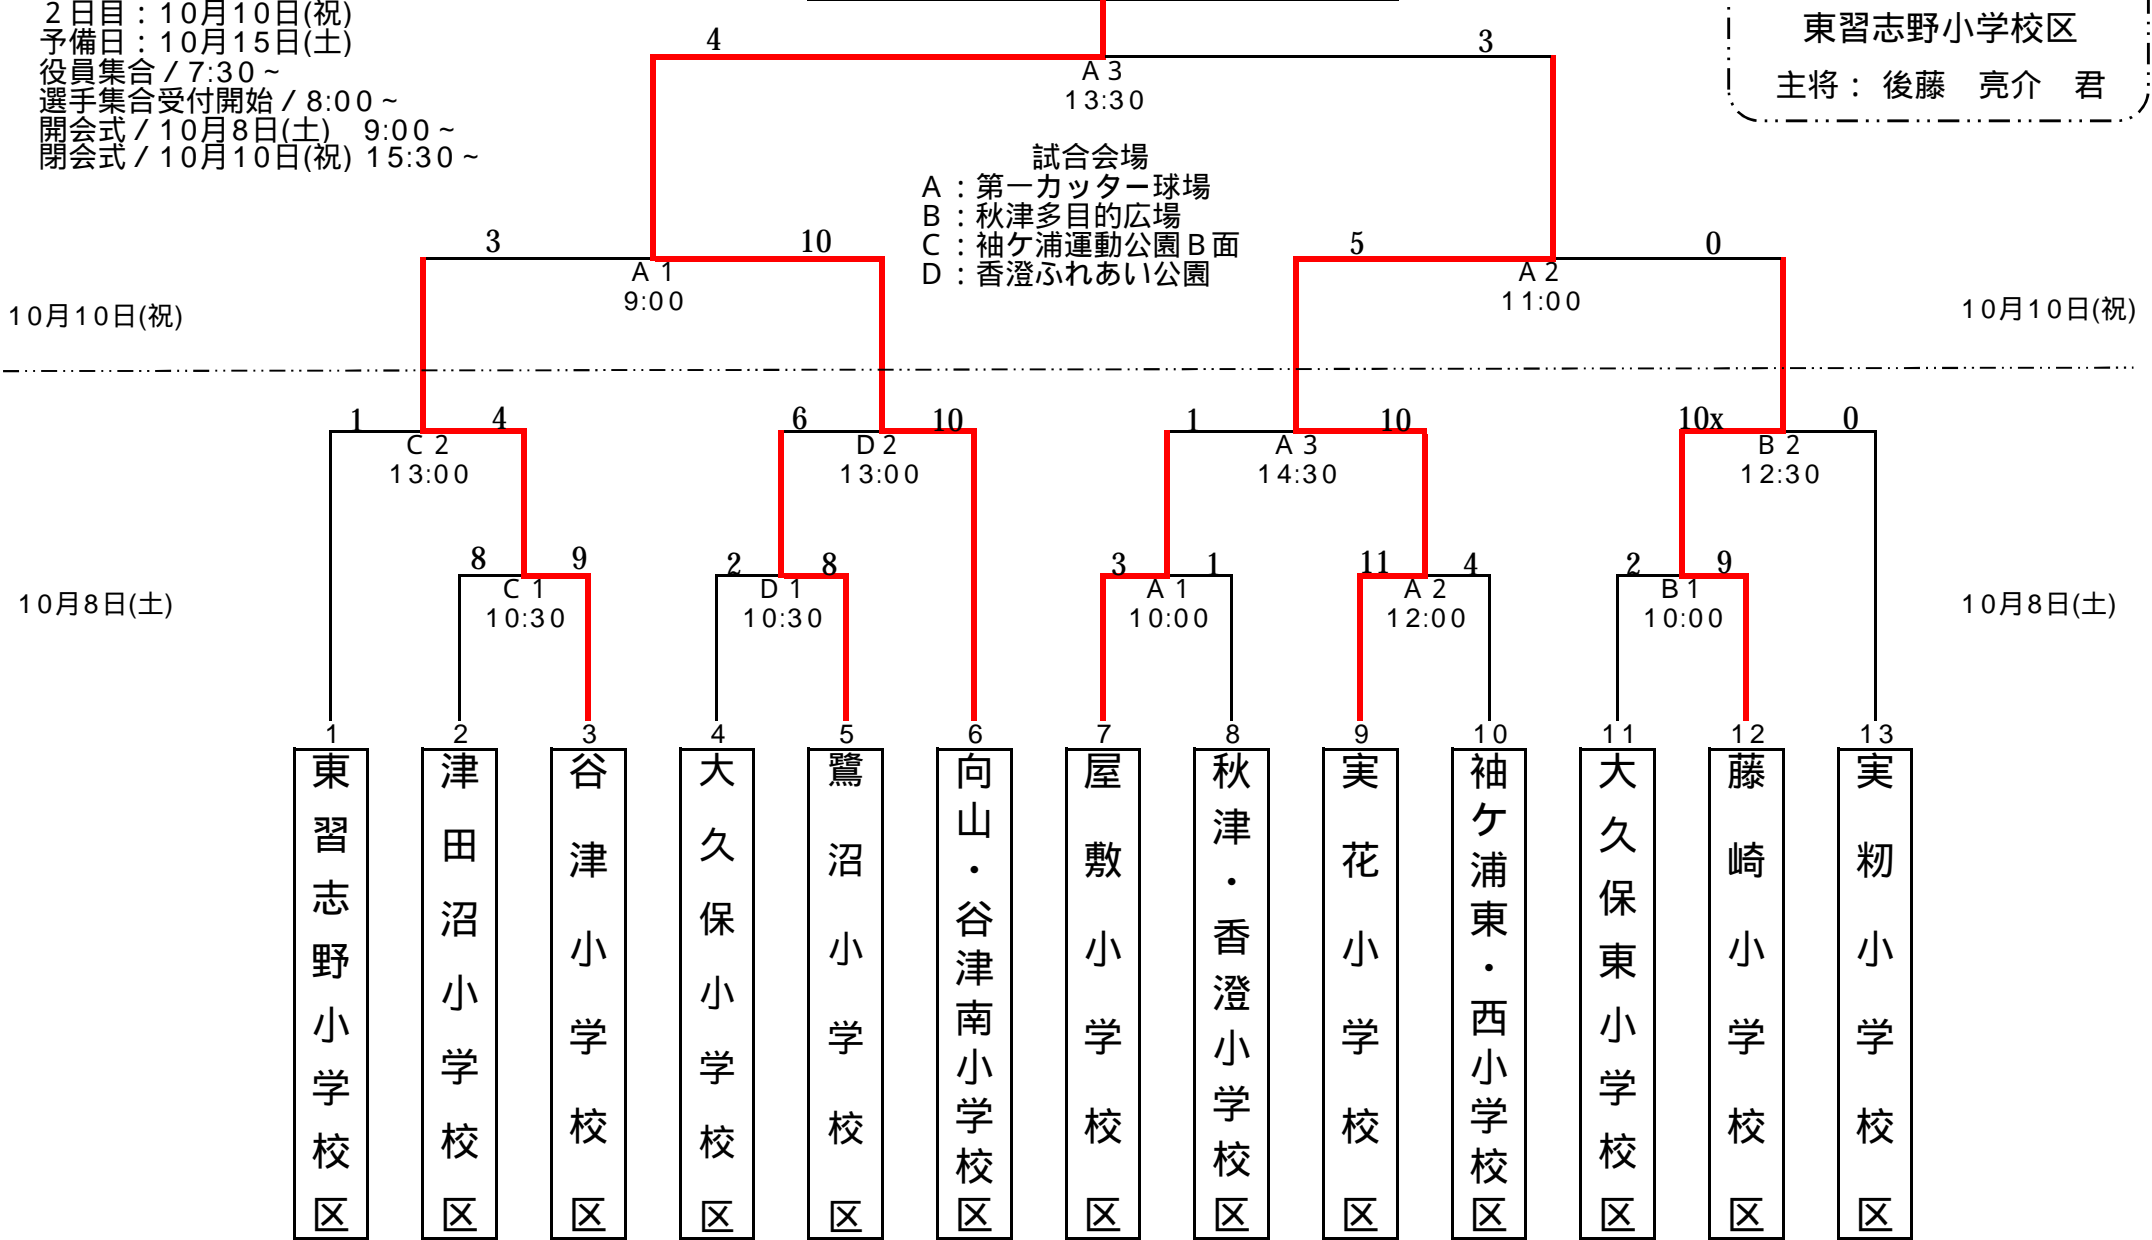 ２日目：１０月１０日(祝)
予備日：１０月１５日(土)
役員集合／7:30～
選手集合受付開始／8:00～
開会式／１０月８日(土)　9:00～
閉会式／１０月１０日(祝) 15:30～
東習志野小学校区
主将： 後藤　亮介　君
4
3
A 3
13:30
試合会場
A ：第一カッター球場
B ：秋津多目的広場
C ：袖ケ浦運動公園Ｂ面
D ：香澄ふれあい公園
3
10
5
0
A 1
9:00
A 2
11:00
10月10日(祝)
10月10日(祝)
1
4
6
10
1
10
10x
0
C 2
13:00
D 2
13:00
A 3
14:30
B 2
12:30
8
9
2
8
3
1
11
4
2
9
C 1
10:30
D 1
10:30
A 1
10:00
A 2
12:00
B 1
10:00
10月8日(土)
10月8日(土)
1
2
3
4
5
6
7
8
9
10
11
12
13
東習志野小学校区
津田沼小学校区
谷津小学校区
大久保小学校区
鷺沼小学校区
向山・谷津南小学校区
屋敷小学校区
秋津・香澄小学校区
実花小学校区
袖ケ浦東・西小学校区
大久保東小学校区
藤崎小学校区
実籾小学校区